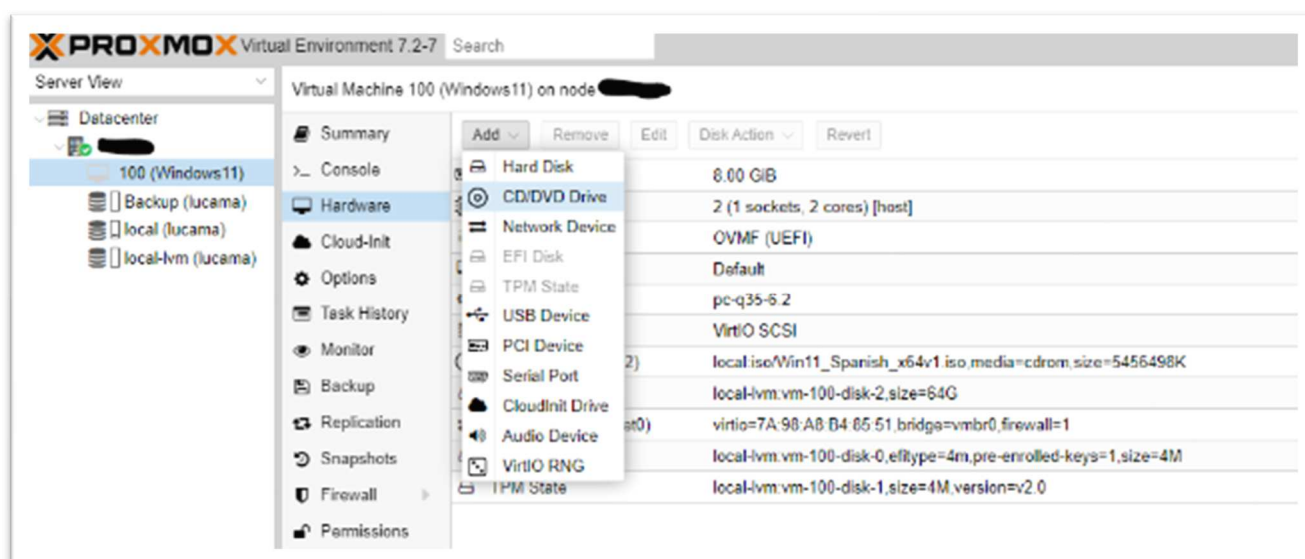 PROXMOX Virtual Environment 7.2-7 Search
Server View
Virtual Machine 100 (Windows11) on node
Datacenter
100 (Windows11)
Backup (lucama)
local (lucama)
local-lvm (lucama)
Summary
Console
Hardware
Cloud-Init
Options
Task History
Monitor
Backup
Replication
Snapshots
Firewall
Permissions
Add Remove Edit Disk Action Revert
Hard Disk
CD/DVD Drive
Network Device
EFI Disk
TPM State
USB Device
PCI Device
Serial Port
CloudInit Drive
Audio Device
VirtIO RNG
8.00 GiB
2 (1 sockets, 2 cores) [host]
OVMF (UEFI)
Default
pc-q35-6.2
VirtIO SCSI
2) local:iso/Win11_Spanish_x64v1.iso,media=cdrom,size=5456498K
local-lvm:vm-100-disk-2,size=64G
et0) virtio=7A:98:A8:B4:85:51,bridge=vmbr0,firewall=1
local-lvm:vm-100-disk-0,efitype=4m,pre-enrolled-keys=1,size=4M
TPM State local-lvm:vm-100-disk-1,size=4M,version=v2.0